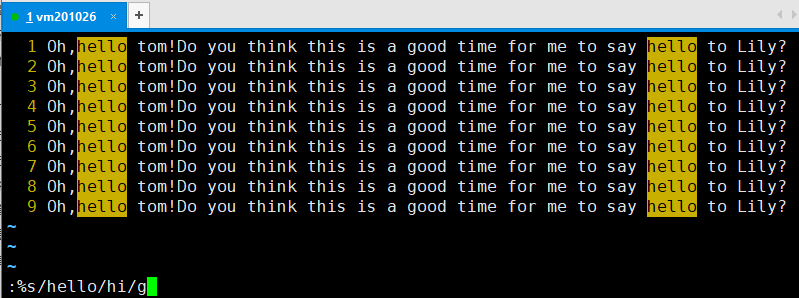 1 vm201026 × +
1 Oh,hello tom!Do you think this is a good time for me to say hello to Lily?
2 Oh,hello tom!Do you think this is a good time for me to say hello to Lily?
3 Oh,hello tom!Do you think this is a good time for me to say hello to Lily?
4 Oh,hello tom!Do you think this is a good time for me to say hello to Lily?
5 Oh,hello tom!Do you think this is a good time for me to say hello to Lily?
6 Oh,hello tom!Do you think this is a good time for me to say hello to Lily?
7 Oh,hello tom!Do you think this is a good time for me to say hello to Lily?
8 Oh,hello tom!Do you think this is a good time for me to say hello to Lily?
9 Oh,hello tom!Do you think this is a good time for me to say hello to Lily?
~
~
~
:%s/hello/hi/g